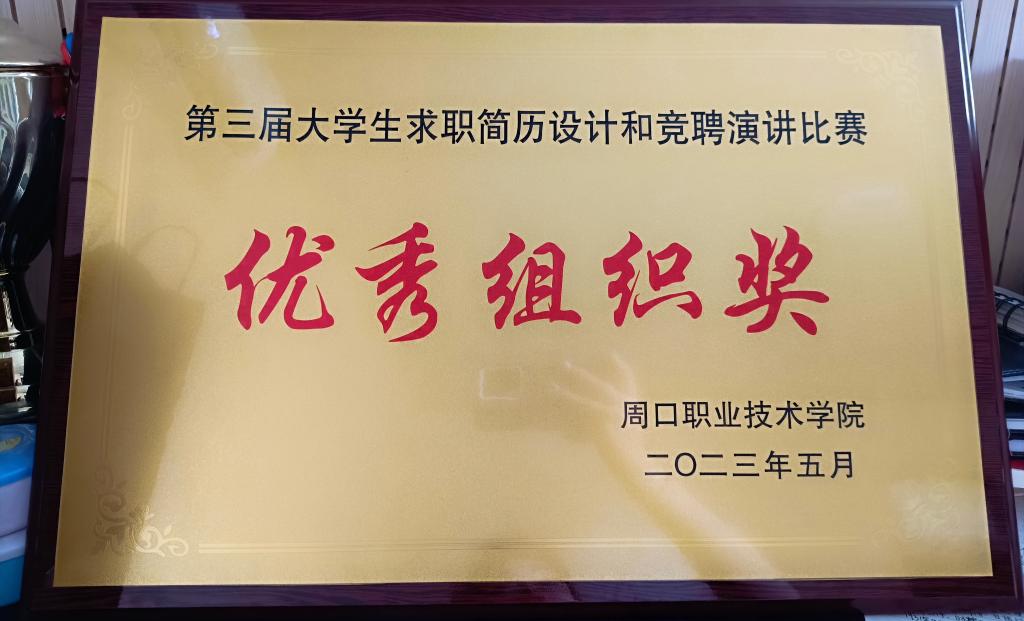 第三届大学生求职简历设计和竞聘演讲比赛
优秀组织奖
周口职业技术学院
二〇二三年五月